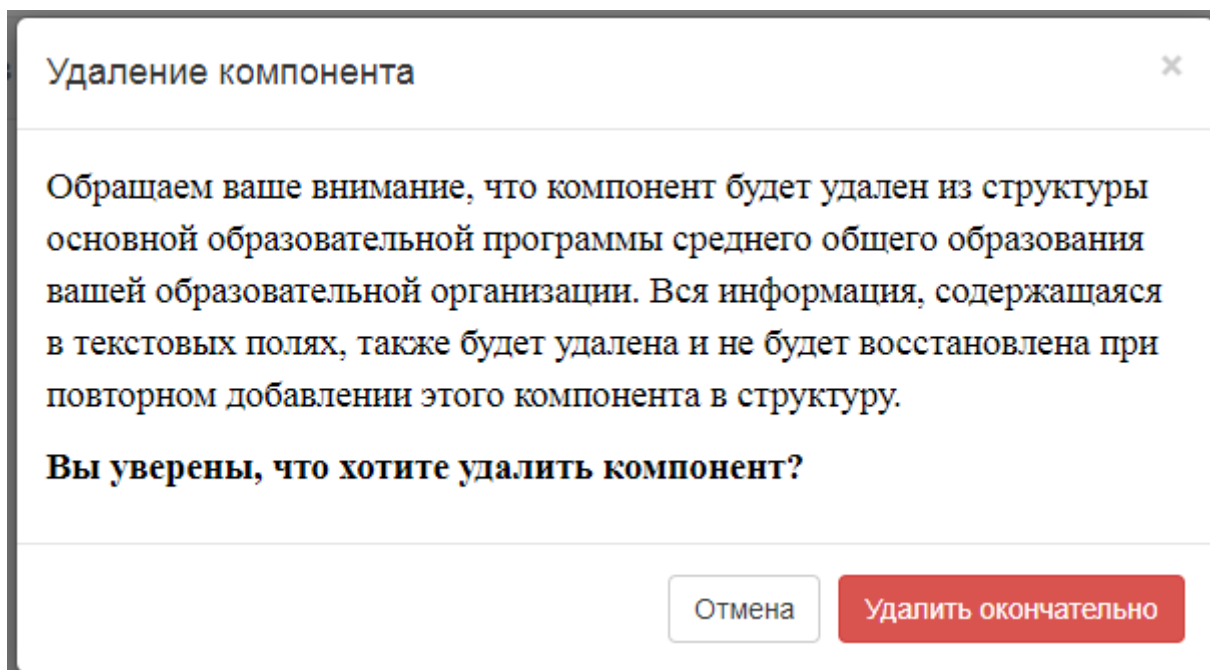 Удаление компонента ×
Обращаем ваше внимание, что компонент будет удален из структуры
основной образовательной программы среднего общего образования
вашей образовательной организации. Вся информация, содержащаяся
в текстовых полях, также будет удалена и не будет восстановлена при
повторном добавлении этого компонента в структуру.
Вы уверены, что хотите удалить компонент?
Отмена Удалить окончательно